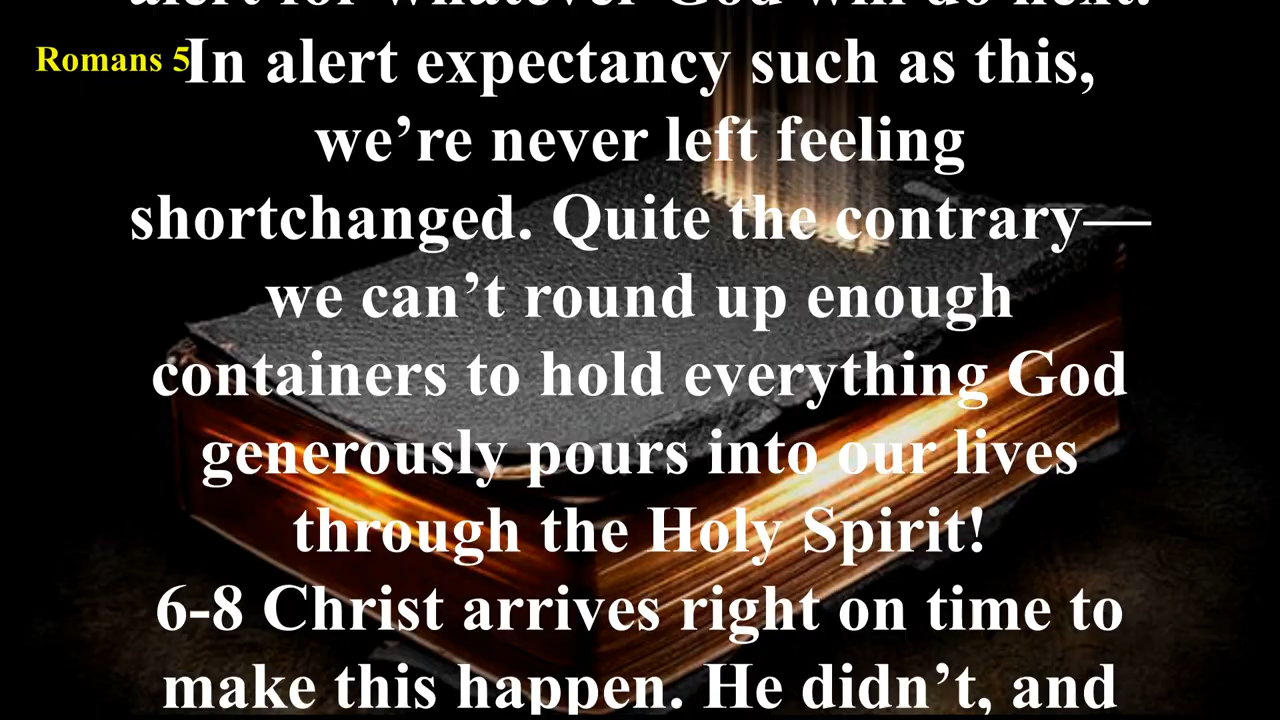 alert for whatever God will do next.
Romans 5
In alert expectancy such as this,
we’re never left feeling
shortchanged. Quite the contrary—
we can’t round up enough
containers to hold everything God
generously pours into our lives
through the Holy Spirit!
6-8 Christ arrives right on time to
make this happen. He didn’t, and